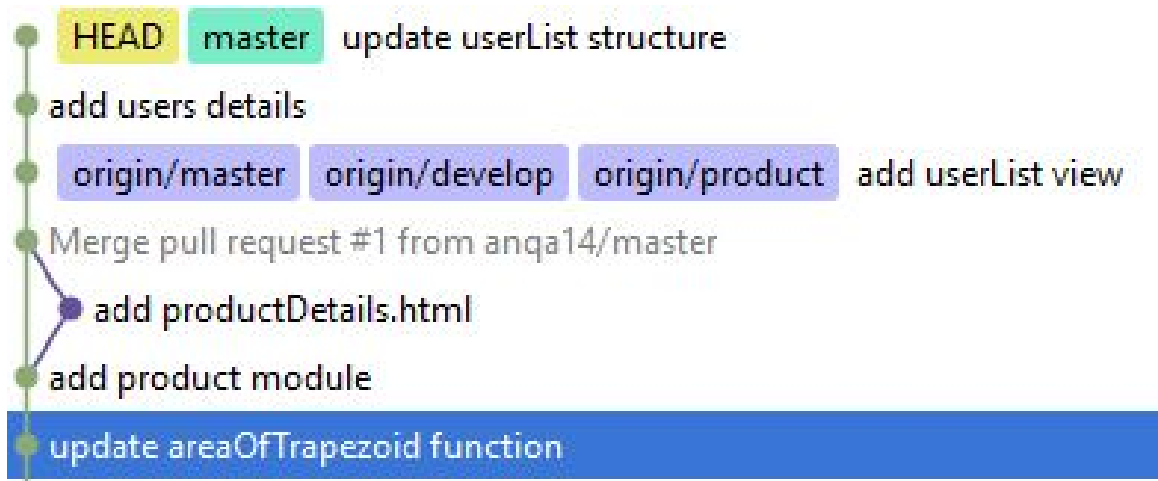 HEAD master update userList structure
add users details
origin/master origin/develop origin/product add userList view
Merge pull request #1 from anqa14/master
add productDetails.html
add product module
update areaOfTrapezoid function